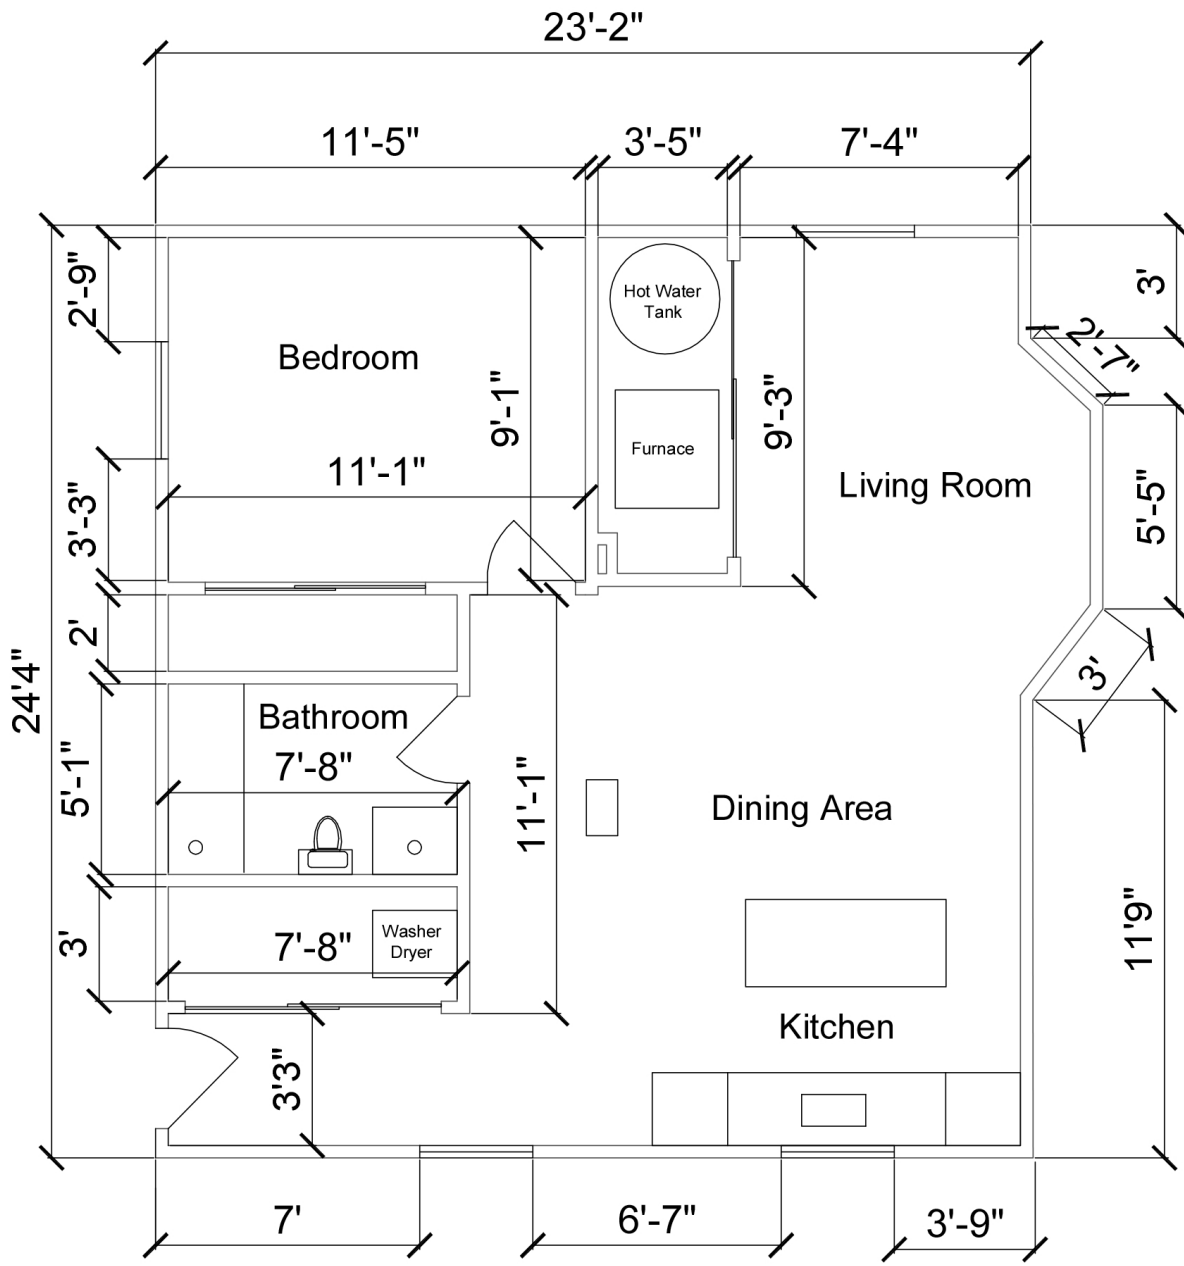 23'-2"
11'-5"
3'-5"
7'-4"
2'-9"
3'
Hot Water
Tank
2'-7"
Bedroom
9'-1"
9'-3"
Furnace
11'-1"
Living Room
3'-3"
5'-5"
2'
24'4"
3'
Bathroom
7'-8"
5'-1"
11'-1"
Dining Area
Washer
Dryer
7'-8"
3'
11'9"
Kitchen
3'3"
7'
6'-7"
3'-9"